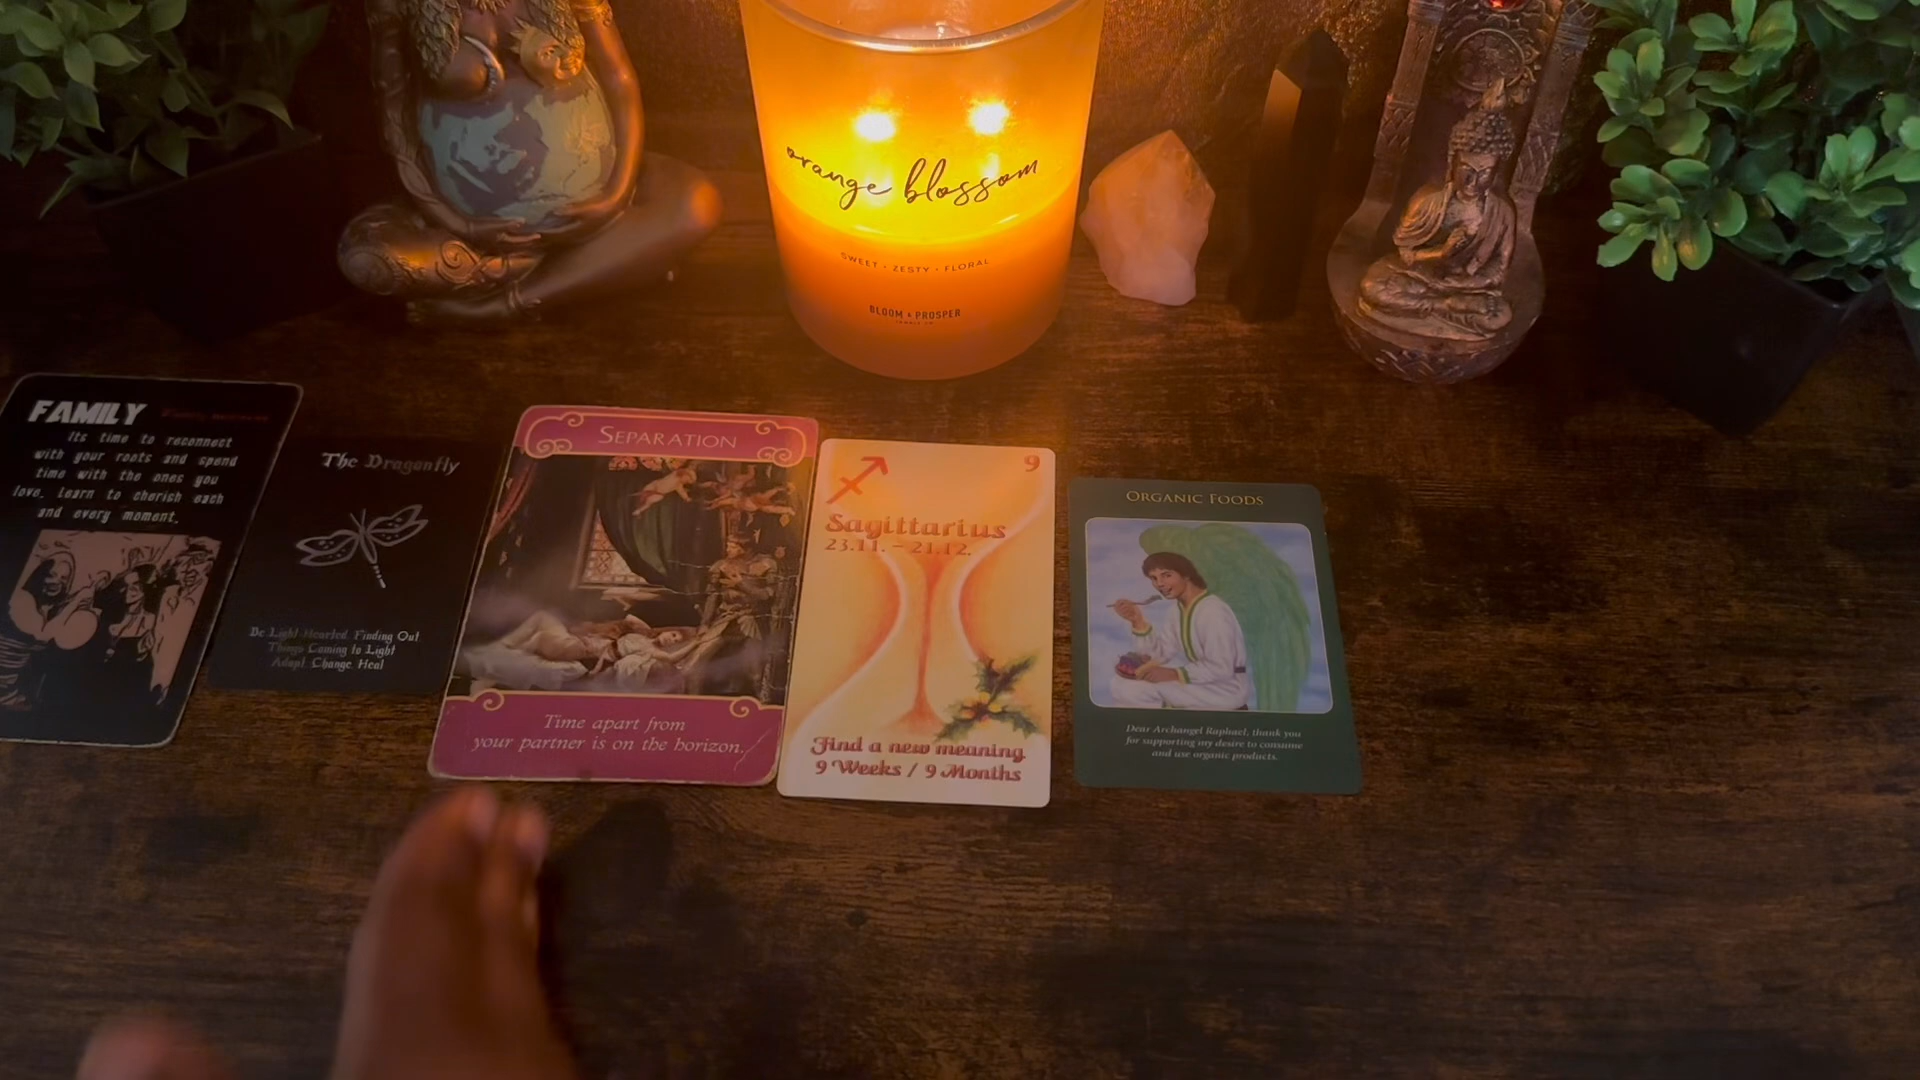 orange blossom
SWEET • ZESTY • FLORAL
BLOOM & PROSPER
FAMILY
Its time to reconnect
with your roots and spend
time with the ones you
love. Learn to cherish each
and every moment.
The Dragonfly
Be Light-Hearted Finding Out
Things Coming to Light
Adapt Change Heal
SEPARATION
Time apart from
your partner is on the horizon.
9
Sagittarius
23.11. - 21.12.
Find a new meaning
9 Weeks / 9 Months
ORGANIC FOODS
Dear Archangel Raphael, thank you
for supporting my desire to consume
and use organic products.